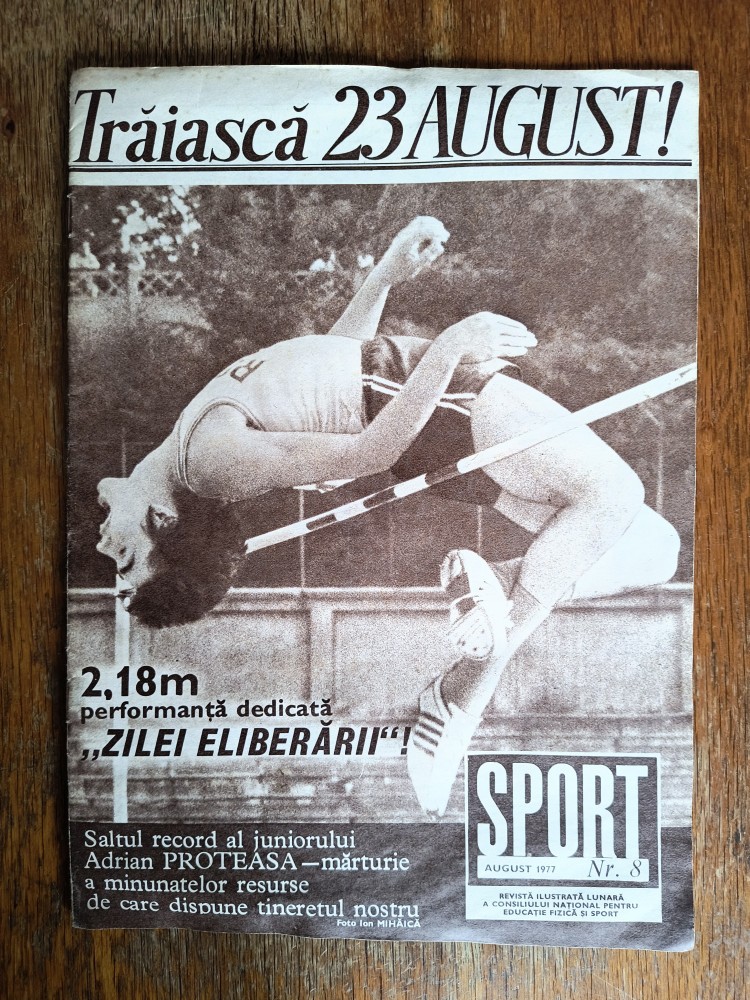 Trăiască 23 AUGUST!
2,18m
performanță dedicată
„ZILEI ELIBERĂRII“!
Saltul record al juniorului
Adrian PROTEASA — mărturie
a minunatelor resurse
de care dispune tineretul nostru
Foto Ion MIHĂICĂ
SPORT
AUGUST 1977 Nr. 8
REVISTĂ ILUSTRATĂ LUNARĂ
A CONSILIULUI NAȚIONAL PENTRU
EDUCAȚIE FIZICĂ ȘI SPORT